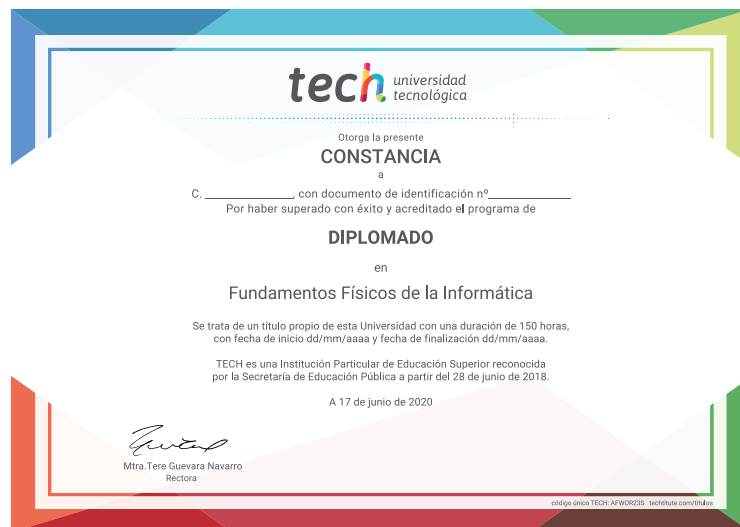 tech universidad
tecnológica
Otorga la presente
CONSTANCIA
a
C. ______________, con documento de identificación nº______________
Por haber superado con éxito y acreditado el programa de
DIPLOMADO
en
Fundamentos Físicos de la Informática
Se trata de un título propio de esta Universidad con una duración de 150 horas,
con fecha de inicio dd/mm/aaaa y fecha de finalización dd/mm/aaaa.
TECH es una Institución Particular de Educación Superior reconocida
por la Secretaría de Educación Pública a partir del 28 de junio de 2018.
A 17 de junio de 2020
Mtra.Tere Guevara Navarro
Rectora
código único TECH: AFWOR23S techtitute.com/títulos